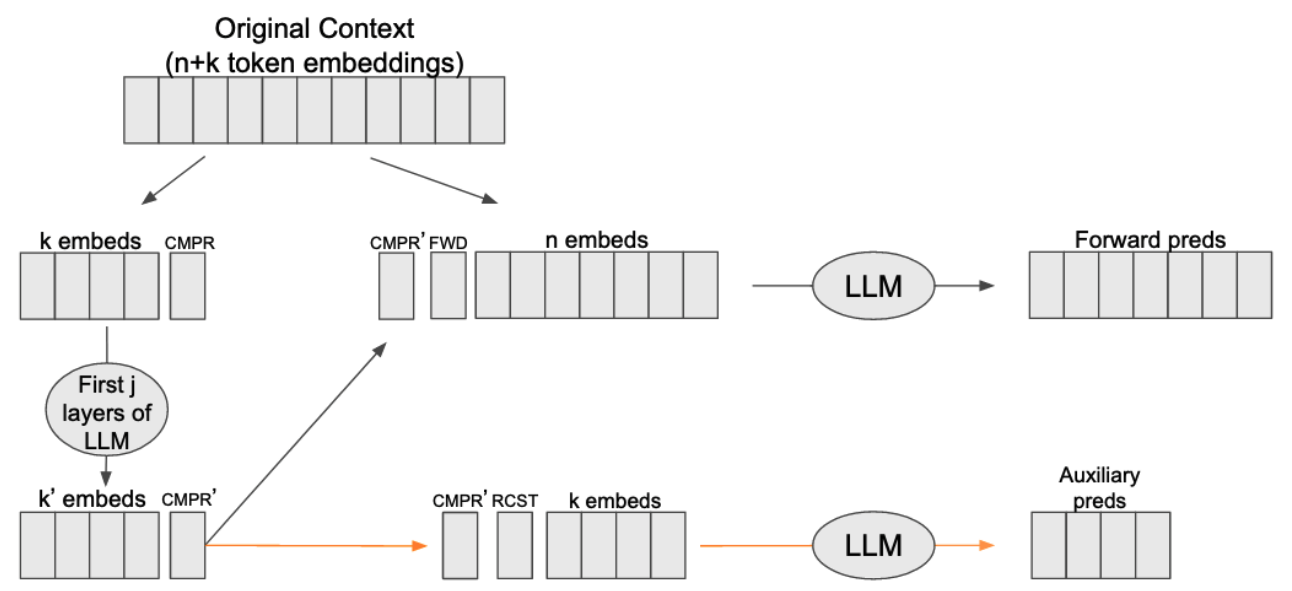 Original Context
(n+k token embeddings)
k embeds CMPR
CMPR’ FWD n embeds
Forward preds
LLM
First j
layers of
LLM
k’ embeds CMPR’
CMPR’ RCST k embeds
LLM
Auxiliary
preds